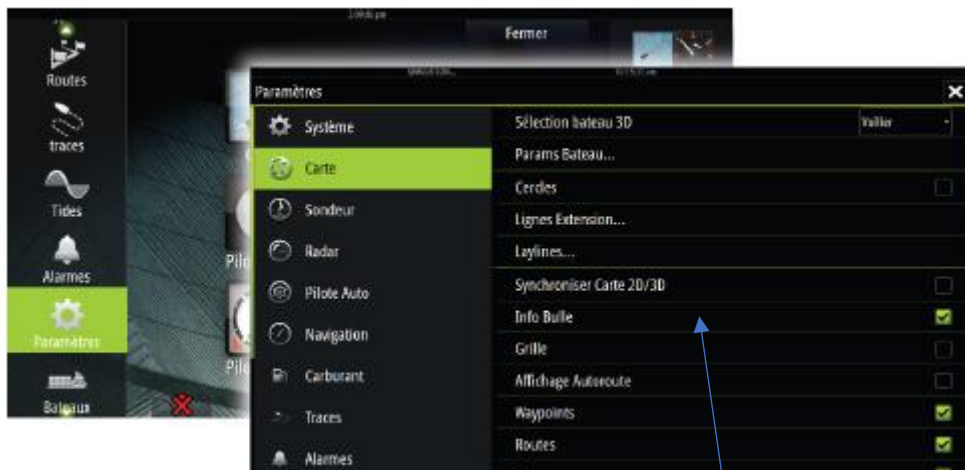 Fermer
Routes
traces
Tides
Alarmes
Paramètres
Bateaux
Paramètres
Système
Carte
Sondeur
Radar
Pilote Auto
Navigation
Carburant
Traces
Alarmes
Sélection bateau 3D
Voilier
Params Bateau...
Cercles
Lignes Extension...
Laylines...
Synchroniser Carte 2D/3D
Info Bulle
Grille
Affichage Autoroute
Waypoints
Routes